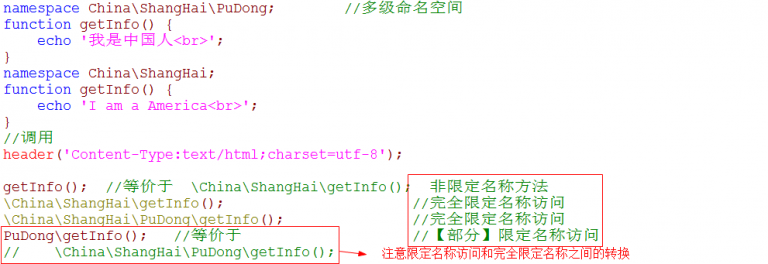 namespace China\ShangHai\PuDong;        //多级命名空间
function getInfo() {
    echo '我是中国人<br>';
}
namespace China\ShangHai;
function getInfo() {
    echo 'I am a America<br>';
}
//调用
header('Content-Type:text/html;charset=utf-8');
getInfo();  //等价于  \China\ShangHai\getInfo();  非限定名称方法
\China\ShangHai\getInfo();                //完全限定名称访问
\China\ShangHai\PuDong\getInfo();         //完全限定名称访问
PuDong\getInfo();   //等价于              //【部分】限定名称访问
//   \China\ShangHai\PuDong\getInfo();    注意限定名称访问和完全限定名称之间的转换